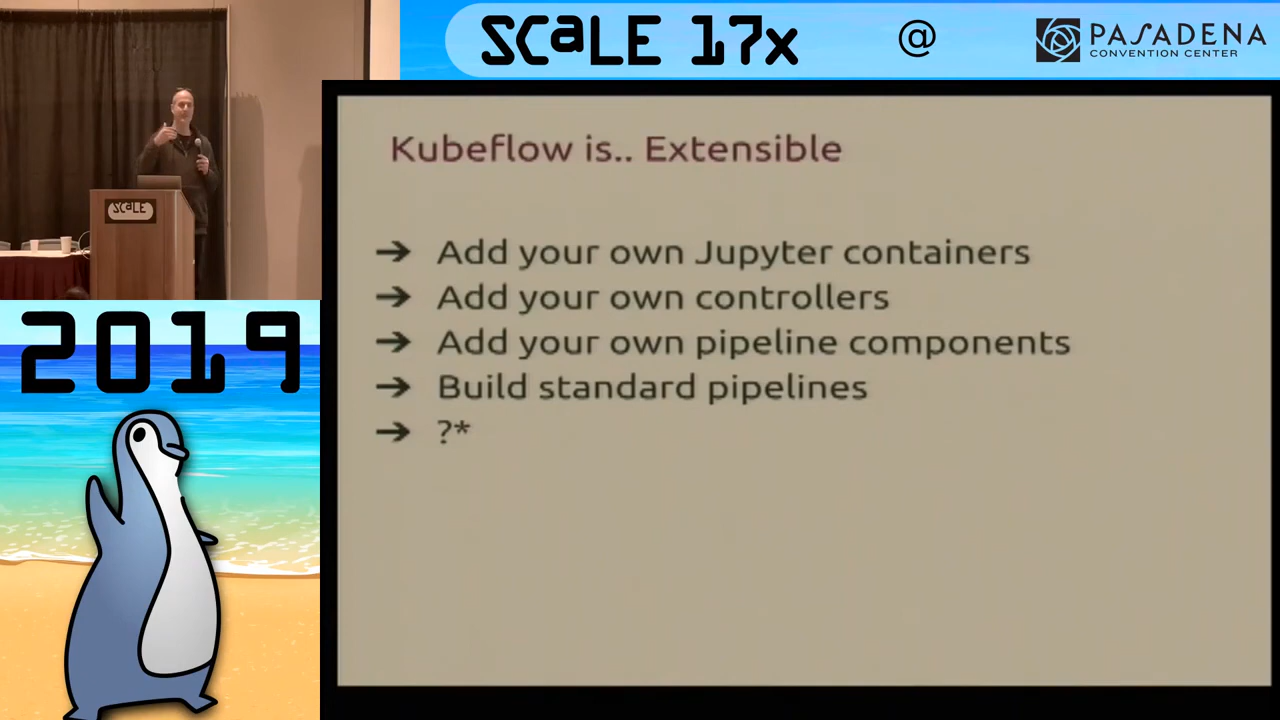 SCaLE 17x
@
PASADENA
CONVENTION CENTER
SCALE
2019
Kubeflow is.. Extensible
➔ Add your own Jupyter containers
➔ Add your own controllers
➔ Add your own pipeline components
➔ Build standard pipelines
➔ ?*